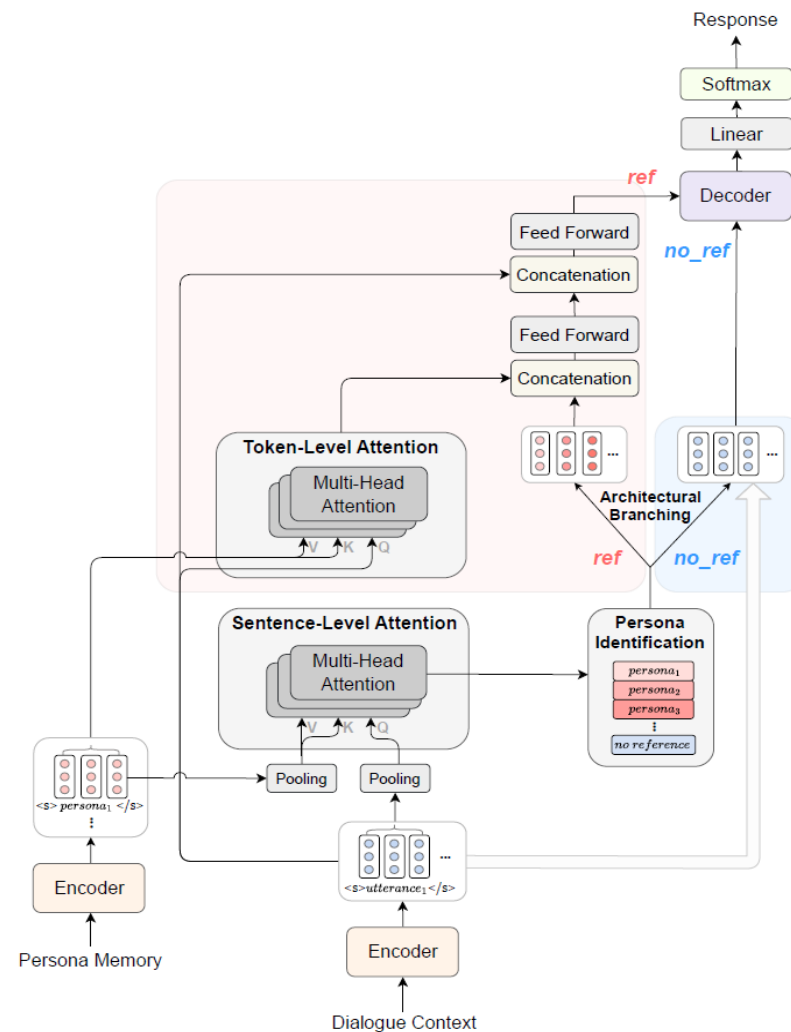 Response
Softmax
Linear
ref
Decoder
Feed Forward
no_ref
Concatenation
Feed Forward
Concatenation
Token-Level Attention
Multi-Head
Attention
V K Q
...
...
Architectural
Branching
ref
no_ref
Sentence-Level Attention
Multi-Head
Attention
V K Q
Persona
Identification
persona₁
persona₂
persona₃
⋮
no reference
Pooling
Pooling
<s> persona₁ </s>
⋮
...
<s>utterance₁</s>
Encoder
Persona Memory
Encoder
Dialogue Context